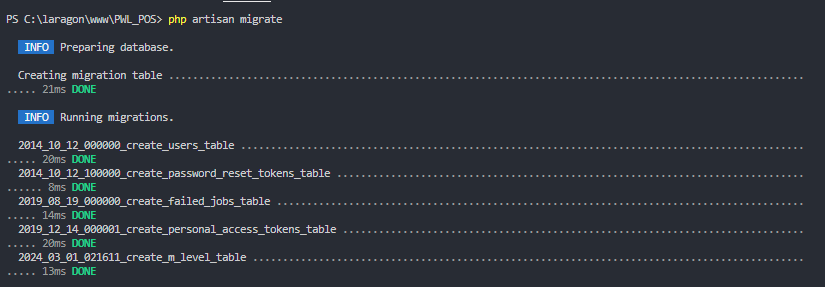 PS C:\laragon\www\PWL_POS> php artisan migrate
INFO Preparing database.
Creating migration table ..........................................................................................................
..... 21ms DONE
INFO Running migrations.
2014_10_12_000000_create_users_table ..............................................................................................
..... 20ms DONE
2014_10_12_100000_create_password_reset_tokens_table ..............................................................................
...... 8ms DONE
2019_08_19_000000_create_failed_jobs_table ........................................................................................
..... 14ms DONE
2019_12_14_000001_create_personal_access_tokens_table .............................................................................
..... 20ms DONE
2024_03_01_021611_create_m_level_table ............................................................................................
..... 13ms DONE